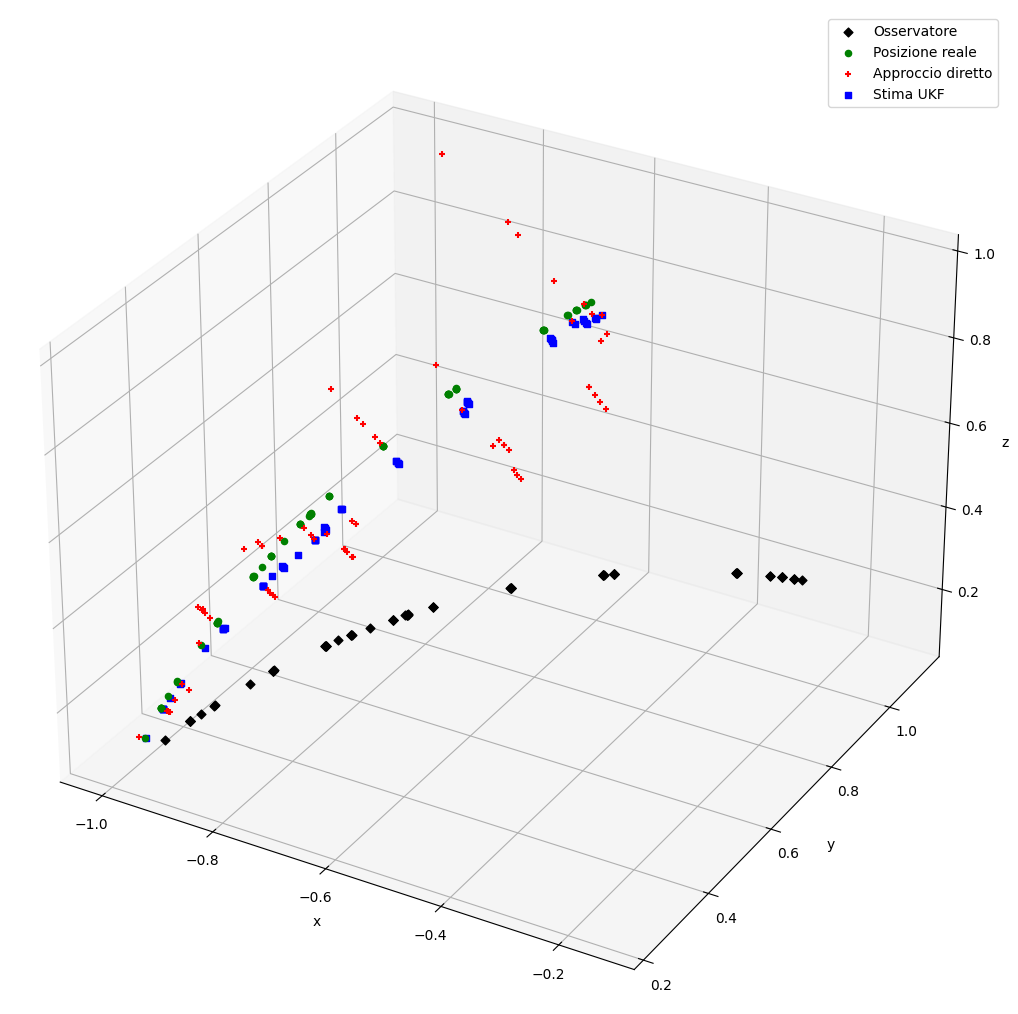 Osservatore
Posizione reale
Approccio diretto
Stima UKF
1.0
0.8
0.6
0.4
0.2
z
−1.0
−0.8
−0.6
−0.4
−0.2
x
0.2
0.4
0.6
0.8
1.0
y